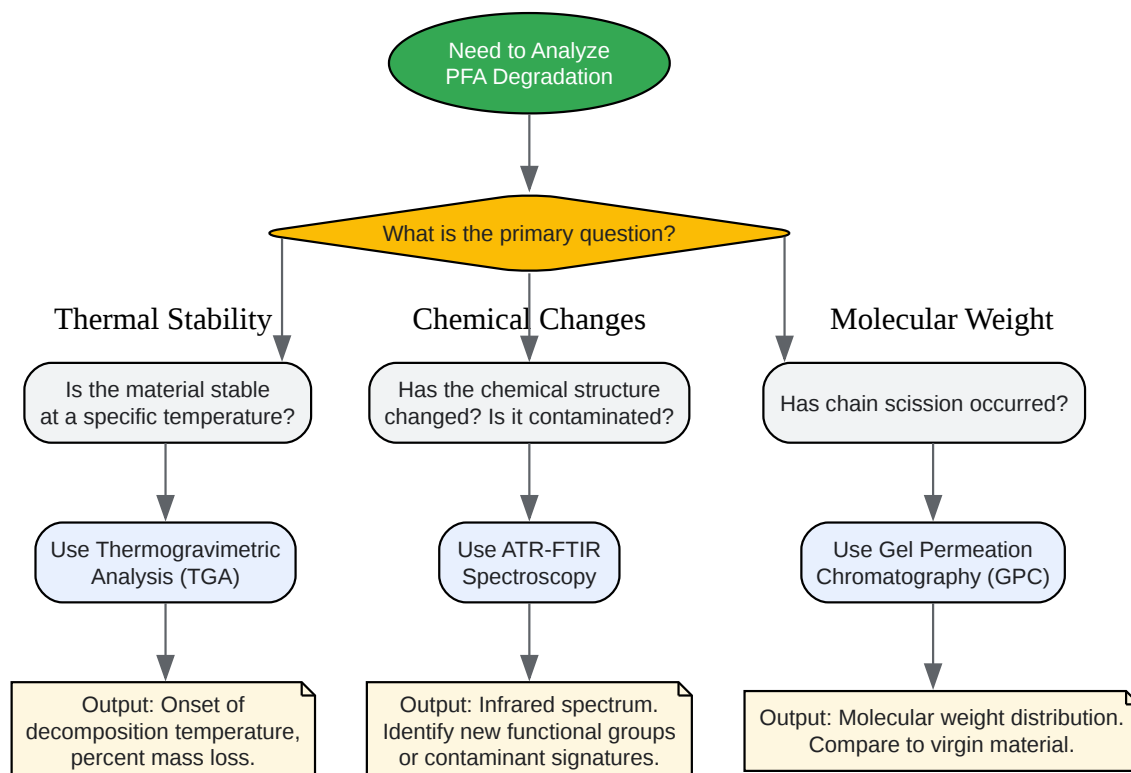 Need to Analyze
PFA Degradation
What is the primary question?
Thermal Stability
Chemical Changes
Molecular Weight
Is the material stable
at a specific temperature?
Has the chemical structure
changed? Is it contaminated?
Has chain scission occurred?
Use Thermogravimetric
Analysis (TGA)
Use ATR-FTIR
Spectroscopy
Use Gel Permeation
Chromatography (GPC)
Output: Onset of
decomposition temperature,
percent mass loss.
Output: Infrared spectrum.
Identify new functional groups
or contaminant signatures.
Output: Molecular weight distribution.
Compare to virgin material.